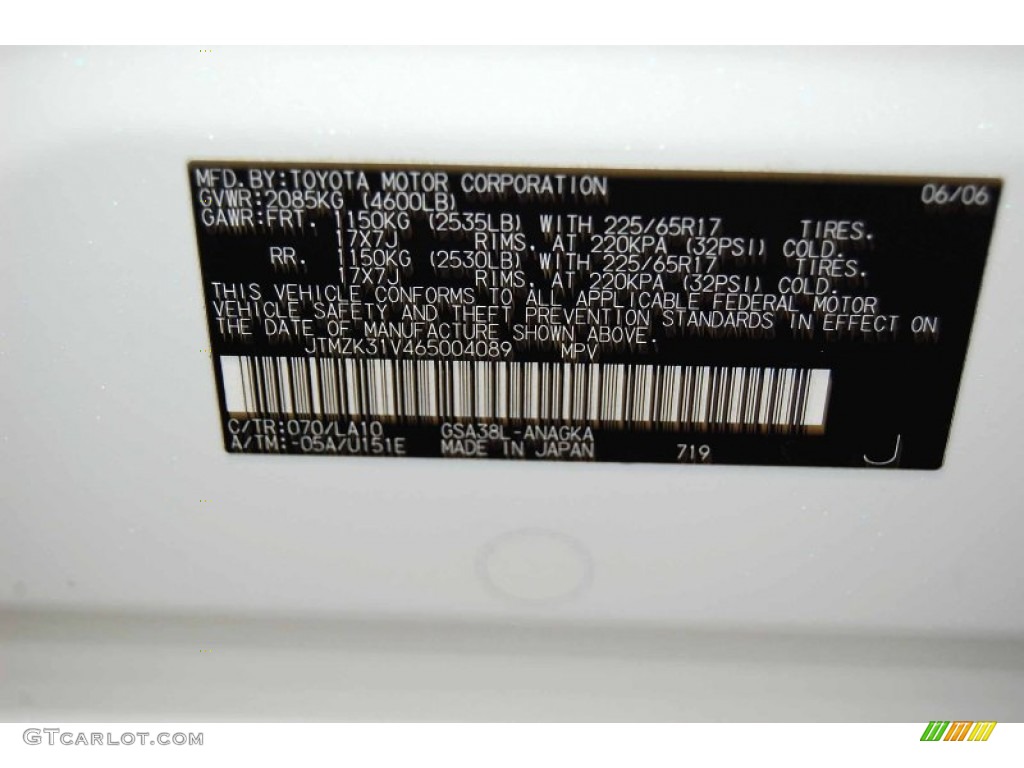 MFD. BY: TOYOTA MOTOR CORPORATION 06/06
GVWR: 2085KG (4600LB)
GAWR: FRT. 1150KG (2535LB) WITH 225/65R17 TIRES.
17X7J RIMS. AT 220KPA (32PSI) COLD.
RR. 1150KG (2530LB) WITH 225/65R17 TIRES.
17X7J RIMS. AT 220KPA (32PSI) COLD.
THIS VEHICLE CONFORMS TO ALL APPLICABLE FEDERAL MOTOR
VEHICLE SAFETY AND THEFT PREVENTION STANDARDS IN EFFECT ON
THE DATE OF MANUFACTURE SHOWN ABOVE.
JTMZK31V465004089 MPV
C/TR: 070/LA10 GSA38L-ANAGKA
A/TM: -05A/U151E MADE IN JAPAN 719 J
GTCARLOT.COM